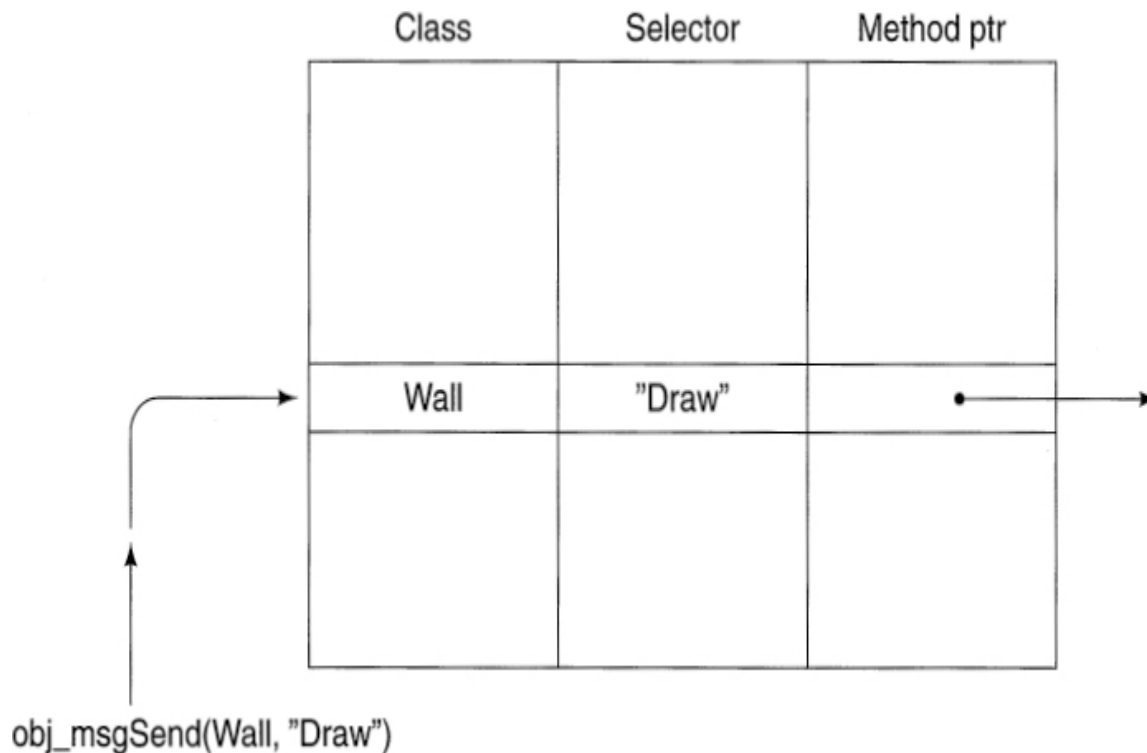 Class Selector Method ptr
Wall ”Draw”
obj_msgSend(Wall, ”Draw”)